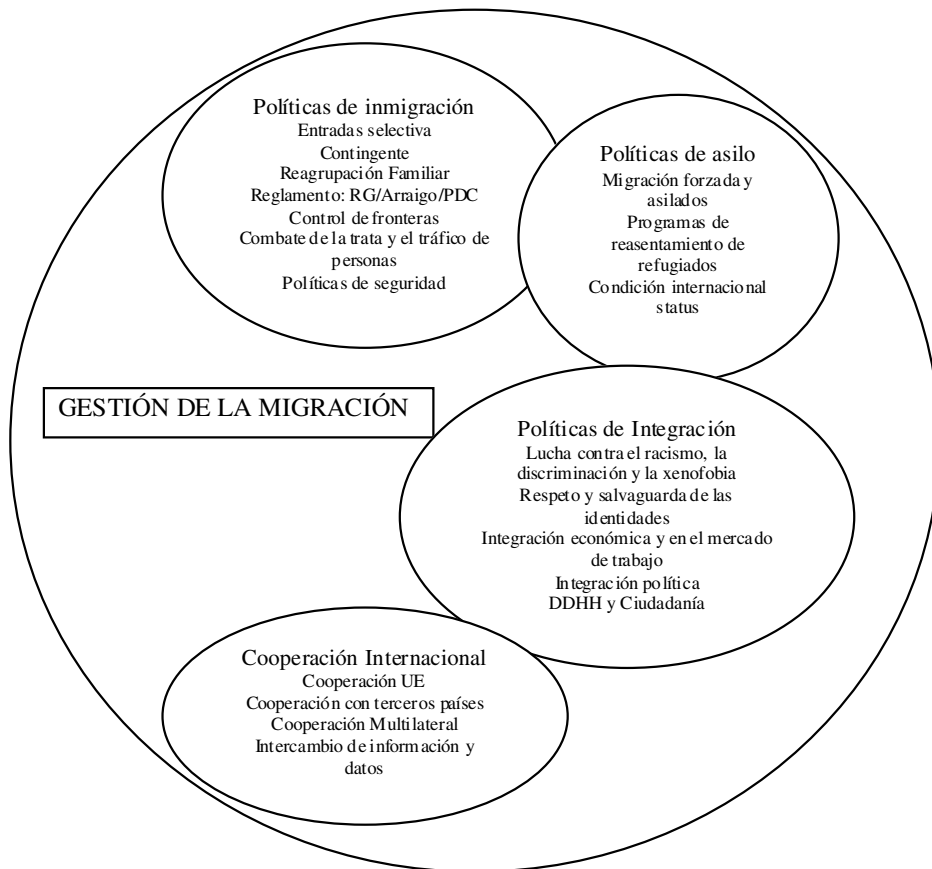 Políticas de inmigración
Entradas selectiva
Contingente
Reagrupación Familiar
Reglamento: RG/Arraigo/PDC
Control de fronteras
Combate de la trata y el tráfico de
personas
Políticas de seguridad
Políticas de asilo
Migración forzada y
asilados
Programas de
reasentamiento de
refugiados
Condición internacional
status
GESTIÓN DE LA MIGRACIÓN
Políticas de Integración
Lucha contra el racismo, la
discriminación y la xenofobia
Respeto y salvaguarda de las
identidades
Integración económica y en el mercado
de trabajo
Integración política
DDHH y Ciudadanía
Cooperación Internacional
Cooperación UE
Cooperación con terceros países
Cooperación Multilateral
Intercambio de información y
datos